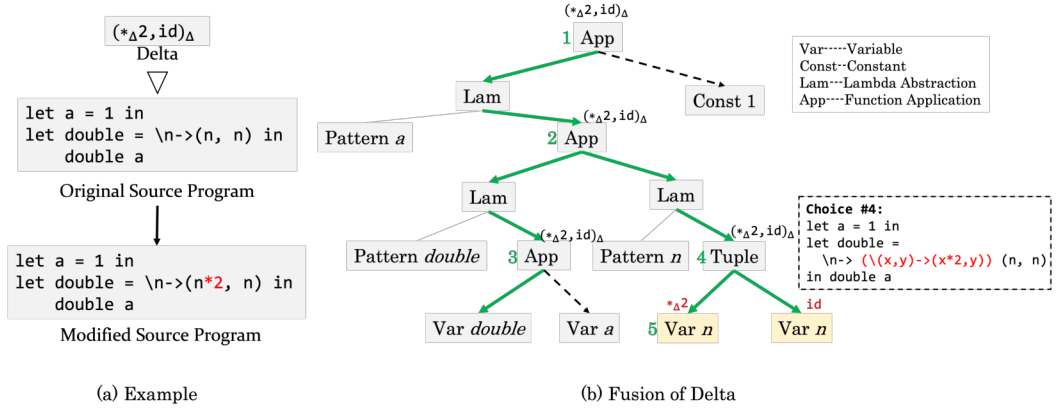 (*Δ2,id)Δ
Delta
let a = 1 in
let double = \n->(n, n) in
double a
Original Source Program
let a = 1 in
let double = \n->(n*2, n) in
double a
Modified Source Program
(a) Example
(*Δ2,id)Δ
1 App
Lam
Const 1
Pattern a
(*Δ2,id)Δ
2 App
Lam
Lam
Pattern double
(*Δ2,id)Δ
3 App
Pattern n
(*Δ2,id)Δ
4 Tuple
Var double
Var a
*Δ2
5 Var n
id
Var n
(b) Fusion of Delta
Var-----Variable
Const--Constant
Lam---Lambda Abstraction
App----Function Application
Choice #4:
let a = 1 in
let double =
\n-> (\(x,y)->(x*2,y)) (n, n)
in double a